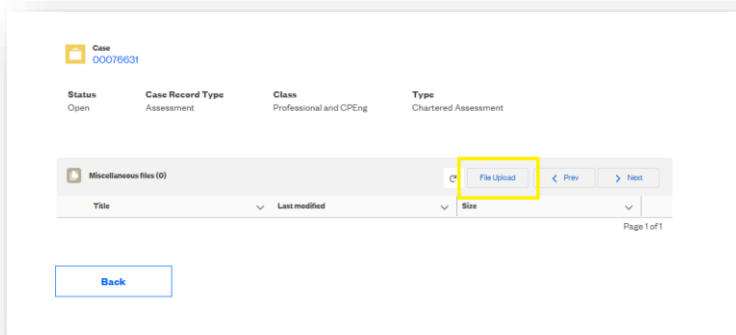 Case
00076631
Status Case Record Type Class Type
Open Assessment Professional and CPEng Chartered Assessment
Miscellaneous files (0) File Upload Prev Next
Title Last modified Size
Page 1 of 1
Back